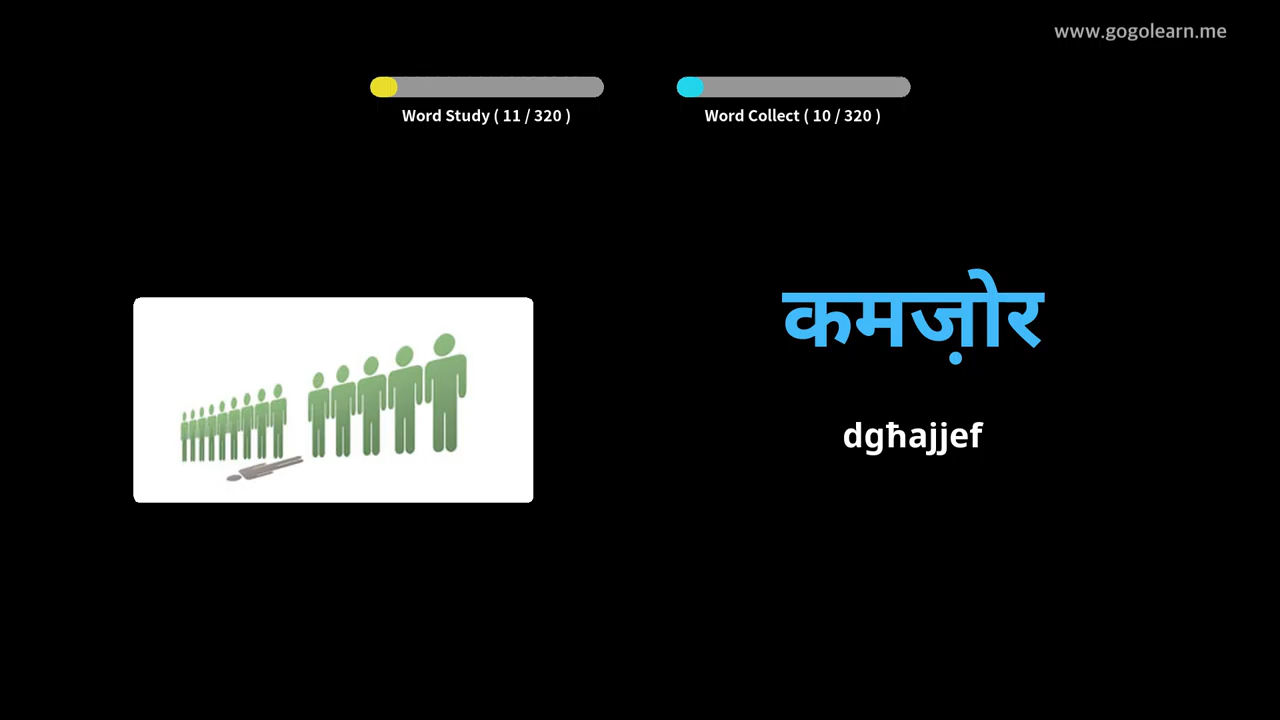 www.gogolearn.me
Word Study ( 11 / 320 )
Word Collect ( 10 / 320 )
कमज़ोर
dgħajjef